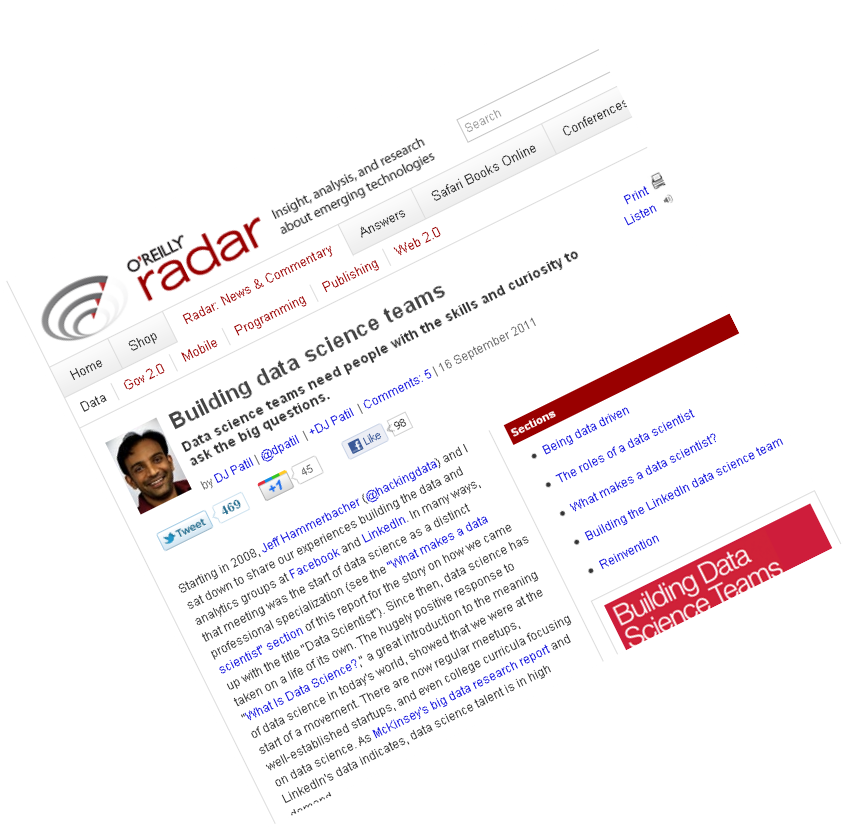 Search
Insight, analysis, and research
about emerging technologies
O'REILLY
radar
Home
Shop
Radar: News & Commentary
Answers
Safari Books Online
Conferences
Data
Gov 2.0
Mobile
Programming
Publishing
Web 2.0
Print
Listen
Building data science teams
Data science teams need people with the skills and curiosity to
ask the big questions.
by DJ Patil | @dpatil | +DJ Patil | Comments: 5 | 16 September 2011
Tweet
469
+1
45
Like
98
Starting in 2008, Jeff Hammerbacher (@hackingdata) and I
sat down to share our experiences building the data and
analytics groups at Facebook and LinkedIn. In many ways,
that meeting was the start of data science as a distinct
professional specialization (see the "What makes a data
scientist" section of this report for the story on how we came
up with the title "Data Scientist"). Since then, data science has
taken on a life of its own. The hugely positive response to
"What Is Data Science?," a great introduction to the meaning
of data science in today's world, showed that we were at the
start of a movement. There are now regular meetups,
well-established startups, and even college curricula focusing
on data science. As McKinsey's big data research report and
LinkedIn's data indicates, data science talent is in high
demand
Sections
Being data driven
The roles of a data scientist
What makes a data scientist?
Building the LinkedIn data science team
Reinvention
Building Data
Science Teams